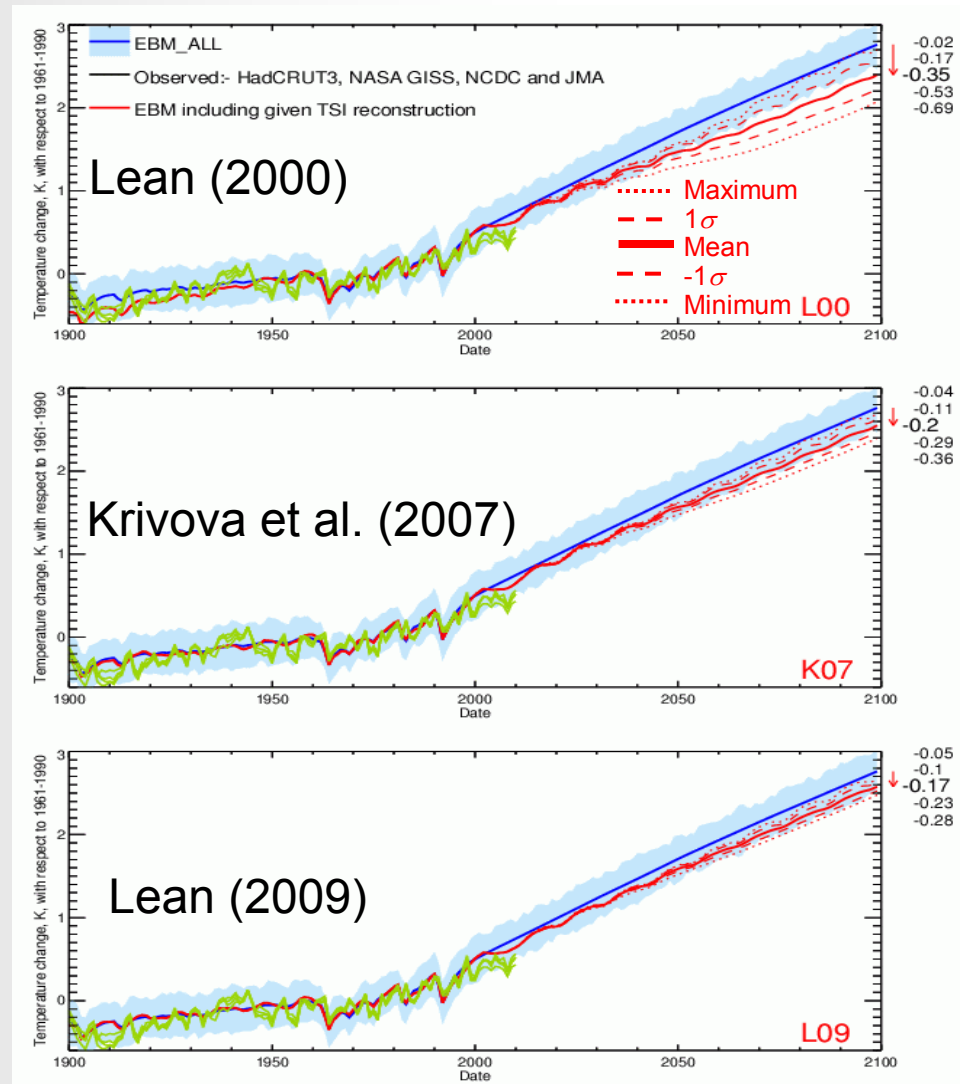 EBM_ALL
Observed:- HadCRUT3, NASA GISS, NCDC and JMA
EBM including given TSI reconstruction
Lean (2000)
Maximum
1σ
Mean
-1σ
Minimum
L00
Temperature change, K, with respect to 1961-1990
3
2
1
0
1900
1950
2000
2050
2100
Date
-0.02
-0.17
-0.35
-0.53
-0.69
Krivova et al. (2007)
K07
Temperature change, K, with respect to 1961-1990
3
2
1
0
1900
1950
2000
2050
2100
Date
-0.04
-0.11
-0.2
-0.29
-0.36
Lean (2009)
L09
Temperature change, K, with respect to 1961-1990
3
2
1
0
1900
1950
2000
2050
2100
Date
-0.05
-0.1
-0.17
-0.23
-0.28